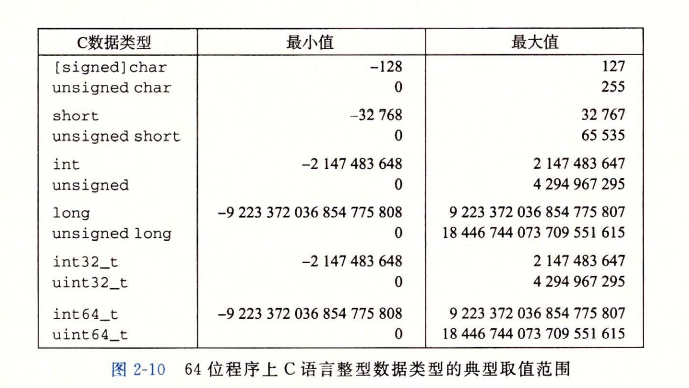 C数据类型 最小值 最大值
[signed]char -128 127
unsigned char 0 255
short -32 768 32 767
unsigned short 0 65 535
int -2 147 483 648 2 147 483 647
unsigned 0 4 294 967 295
long -9 223 372 036 854 775 808 9 223 372 036 854 775 807
unsigned long 0 18 446 744 073 709 551 615
int32_t -2 147 483 648 2 147 483 647
uint32_t 0 4 294 967 295
int64_t -9 223 372 036 854 775 808 9 223 372 036 854 775 807
uint64_t 0 18 446 744 073 709 551 615
图 2-10 64 位程序上 C 语言整型数据类型的典型取值范围